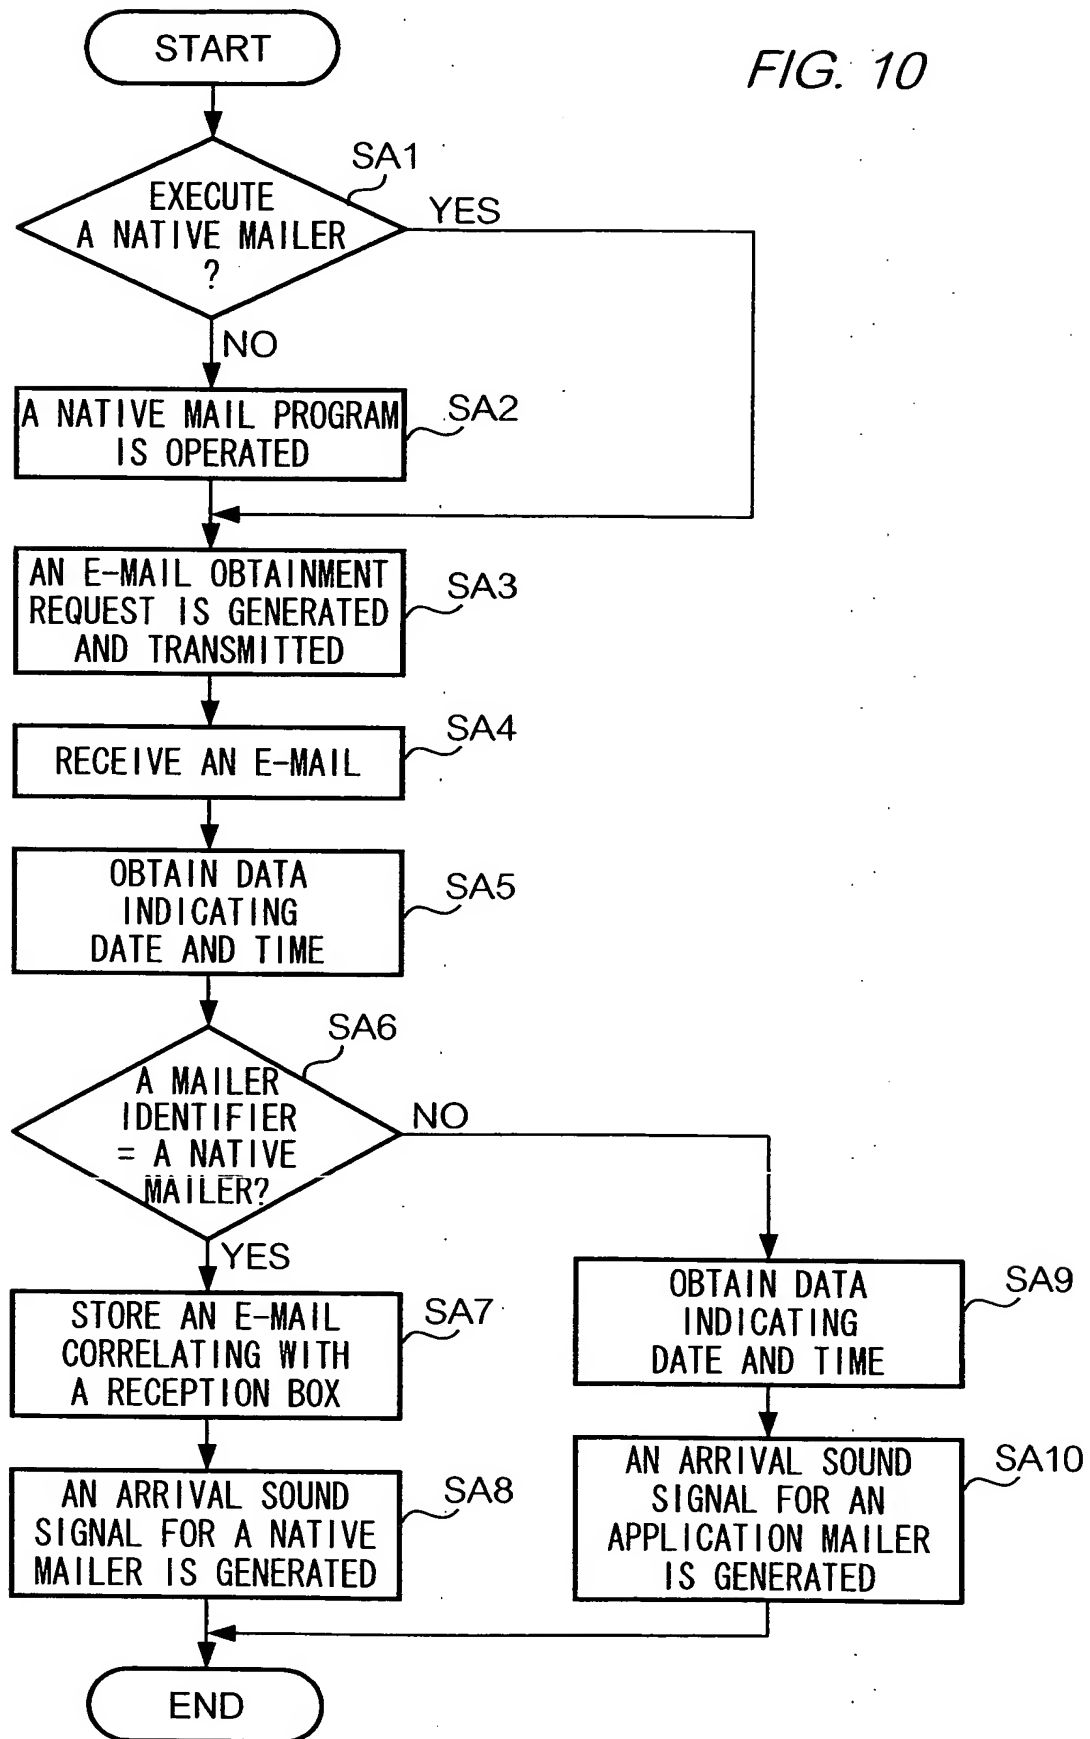 START
FIG. 10
SA1
EXECUTE
A NATIVE MAILER
?
YES
NO
A NATIVE MAIL PROGRAM
IS OPERATED
SA2
AN E-MAIL OBTAINMENT
REQUEST IS GENERATED
AND TRANSMITTED
SA3
RECEIVE AN E-MAIL
SA4
OBTAIN DATA
INDICATING
DATE AND TIME
SA5
SA6
A MAILER
IDENTIFIER
= A NATIVE
MAILER?
NO
YES
STORE AN E-MAIL
CORRELATING WITH
A RECEPTION BOX
SA7
OBTAIN DATA
INDICATING
DATE AND TIME
SA9
AN ARRIVAL SOUND
SIGNAL FOR A NATIVE
MAILER IS GENERATED
SA8
AN ARRIVAL SOUND
SIGNAL FOR AN
APPLICATION MAILER
IS GENERATED
SA10
END